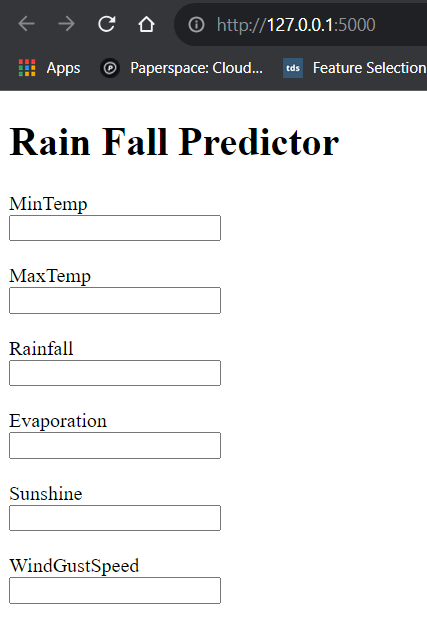 http://127.0.0.1:5000
Apps
P
Paperspace: Cloud...
tds
Feature Selection
Rain Fall Predictor
MinTemp
MaxTemp
Rainfall
Evaporation
Sunshine
WindGustSpeed